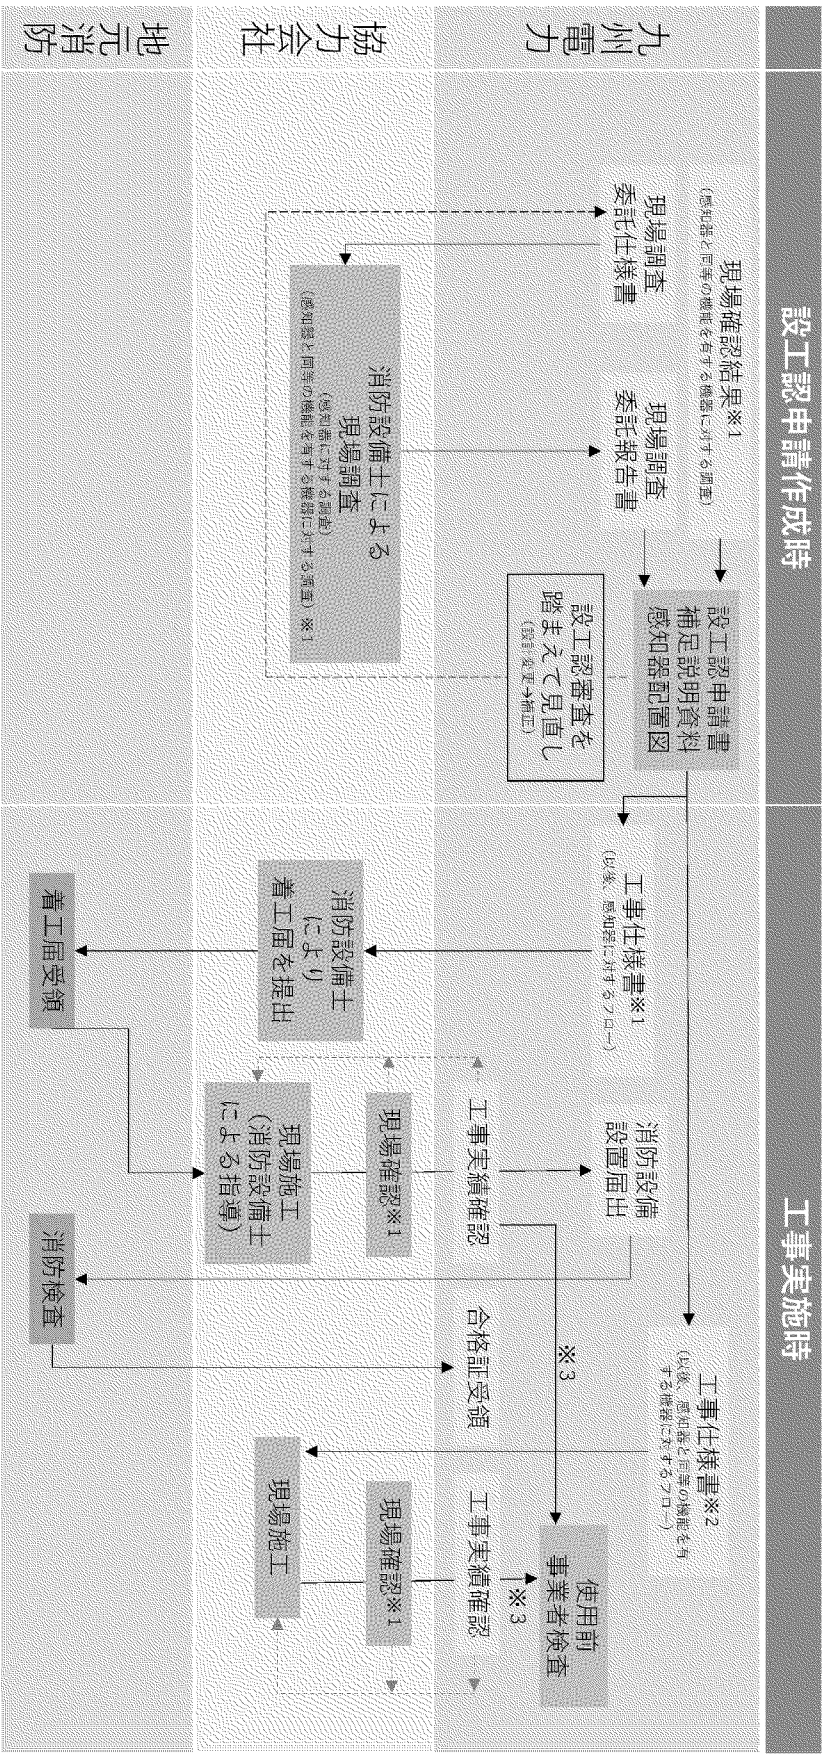 設工認申請作成時
工事実施時
九州
電力
協力会社
地元消防
現場確認結果※1
(感知器と同等の機能を有する機器に対する調査)
現場調査
委託仕様書
現場調査
委託報告書
設工認申請書
補足説明資料
感知器配置図
設工認審査を
踏まえて見直し
(設計変更→補正)
消防設備士による
現場調査
(感知器に対する調査)
(感知器と同等の機能を有する機器に対する調査)※1
工事仕様書※1
(以後、感知器に対するフロー)
消防設備士
により
着工届を提出
着工届受領
現場施工
(消防設備士
による指導)
現場確認※1
工事実績確認
消防設備
設置届出
消防検査
合格証受領
※3
工事仕様書※2
(以後、感知器と同等の機能を有
する機器に対するフロー)
現場施工
現場確認※1
工事実績確認
※3
使用前
事業者検査